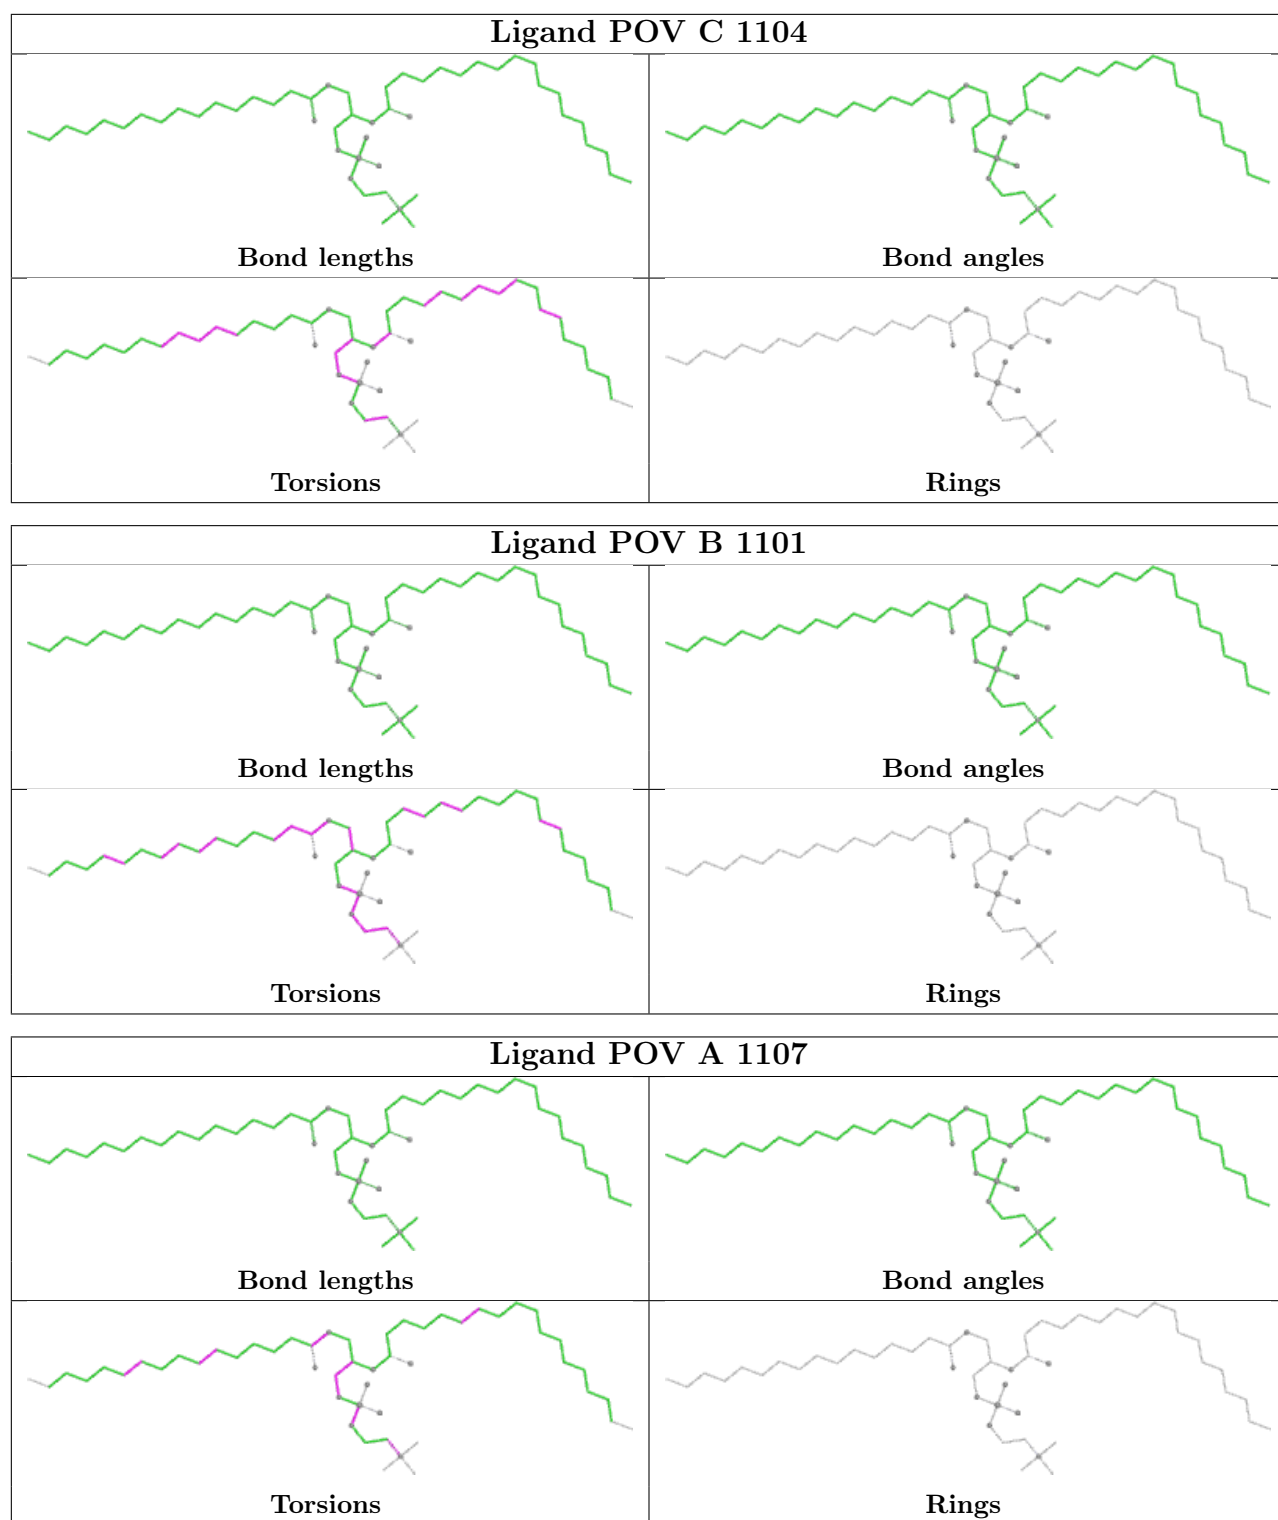 Ligand POV C 1104
Bond lengths
Bond angles
Torsions
Rings
Ligand POV B 1101
Bond lengths
Bond angles
Torsions
Rings
Ligand POV A 1107
Bond lengths
Bond angles
Torsions
Rings